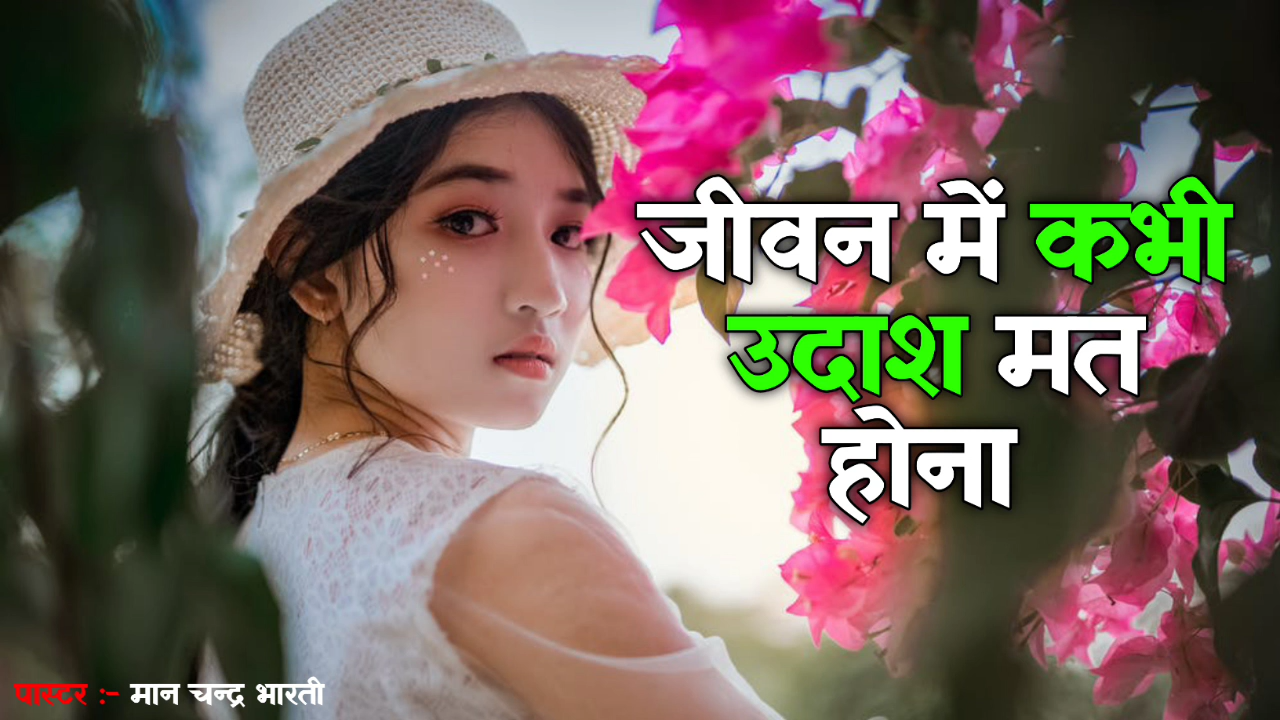 जीवन में कभी
उदाश मत
होना
पास्टर :- मान चन्द्र भारती